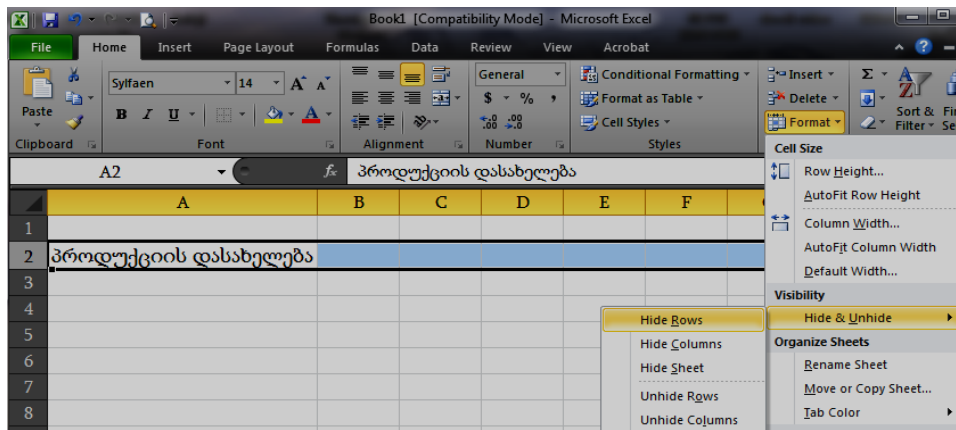 Book1 [Compatibility Mode] - Microsoft Excel
File Home Insert Page Layout Formulas Data Review View Acrobat
Paste
Clipboard
Sylfaen 14
B I U
Font
Alignment
General
$ % ,
Number
Conditional Formatting
Format as Table
Cell Styles
Styles
Insert
Delete
Format
Σ
Sort &
Filter
A2
fx
პროდუქციის დასახელება
A B C D E F
1
2 პროდუქციის დასახელება
3
4
5
6
7
8
Cell Size
Row Height...
AutoFit Row Height
Column Width...
AutoFit Column Width
Default Width...
Visibility
Hide & Unhide
Organize Sheets
Rename Sheet
Move or Copy Sheet...
Tab Color
Hide Rows
Hide Columns
Hide Sheet
Unhide Rows
Unhide Columns